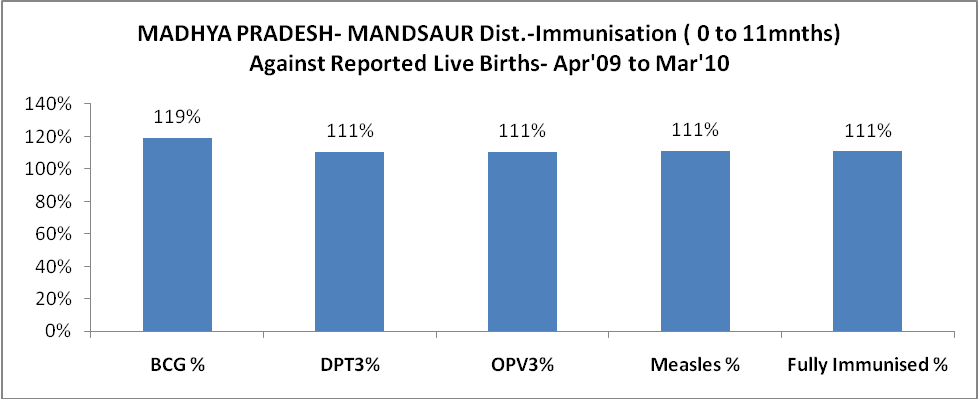 MADHYA PRADESH- MANDSAUR Dist.-Immunisation ( 0 to 11mnths)
Against Reported Live Births- Apr'09 to Mar'10
140%
120%
100%
80%
60%
40%
20%
0%
119%
111%
111%
111%
111%
BCG %
DPT3%
OPV3%
Measles %
Fully Immunised %